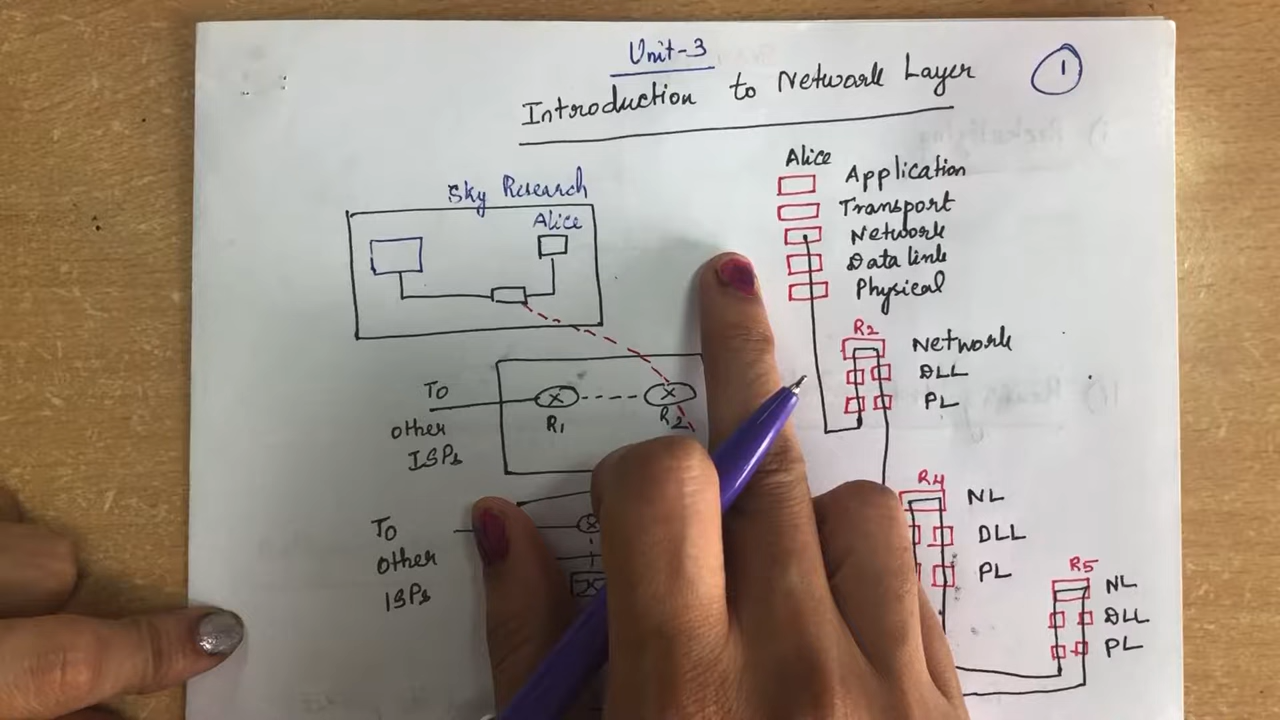 Unit-3
Introduction to Network Layer
1
Sky Research
Alice
To
other
ISPs
R1
R2
To
other
ISPs
Alice
Application
Transport
Network
Data link
Physical
R2
Network
DLL
PL
R4
NL
DLL
PL
R5
NL
DLL
PL